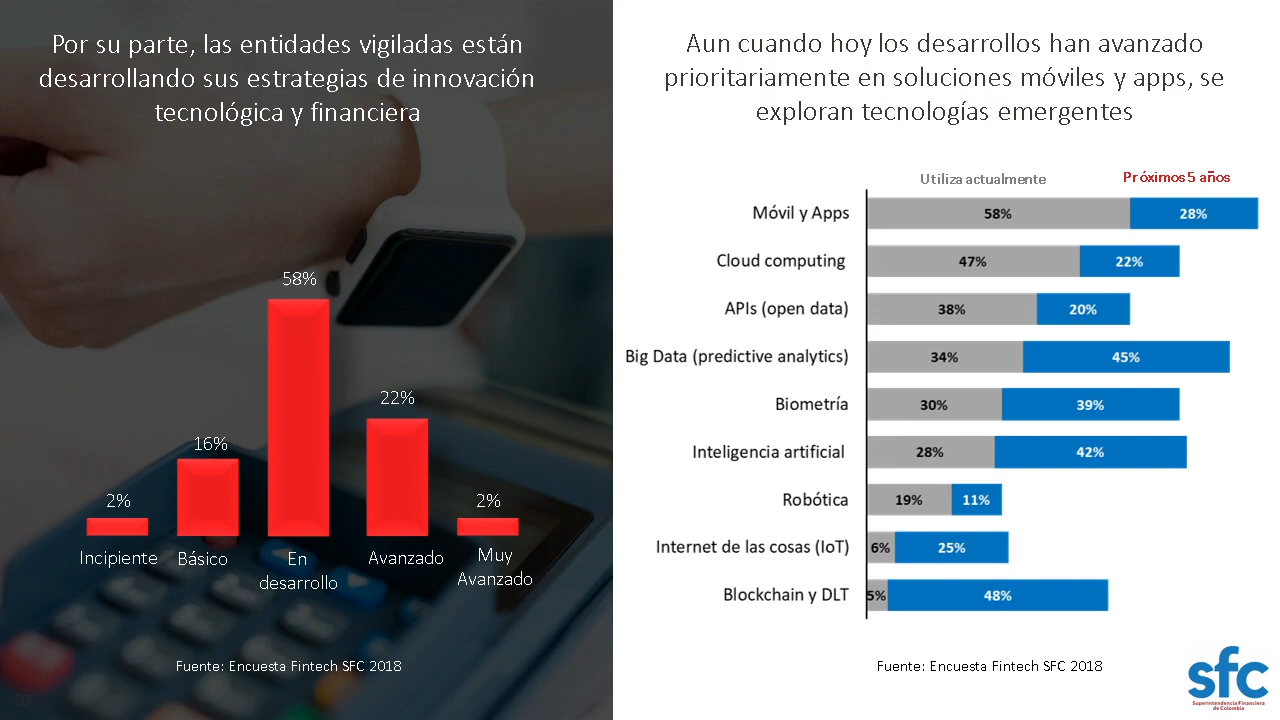 Por su parte, las entidades vigiladas están
desarrollando sus estrategias de innovación
tecnológica y financiera
58%
22%
16%
2%
2%
Incipiente
Básico
En
desarrollo
Avanzado
Muy
Avanzado
Fuente: Encuesta Fintech SFC 2018
20
Aun cuando hoy los desarrollos han avanzado
prioritariamente en soluciones móviles y apps, se
exploran tecnologías emergentes
Utiliza actualmente
Próximos 5 años
Móvil y Apps 58% 28%
Cloud computing 47% 22%
APIs (open data) 38% 20%
Big Data (predictive analytics) 34% 45%
Biometría 30% 39%
Inteligencia artificial 28% 42%
Robótica 19% 11%
Internet de las cosas (IoT) 6% 25%
Blockchain y DLT 5% 48%
Fuente: Encuesta Fintech SFC 2018
sfc
Superintendencia Financiera
de Colombia